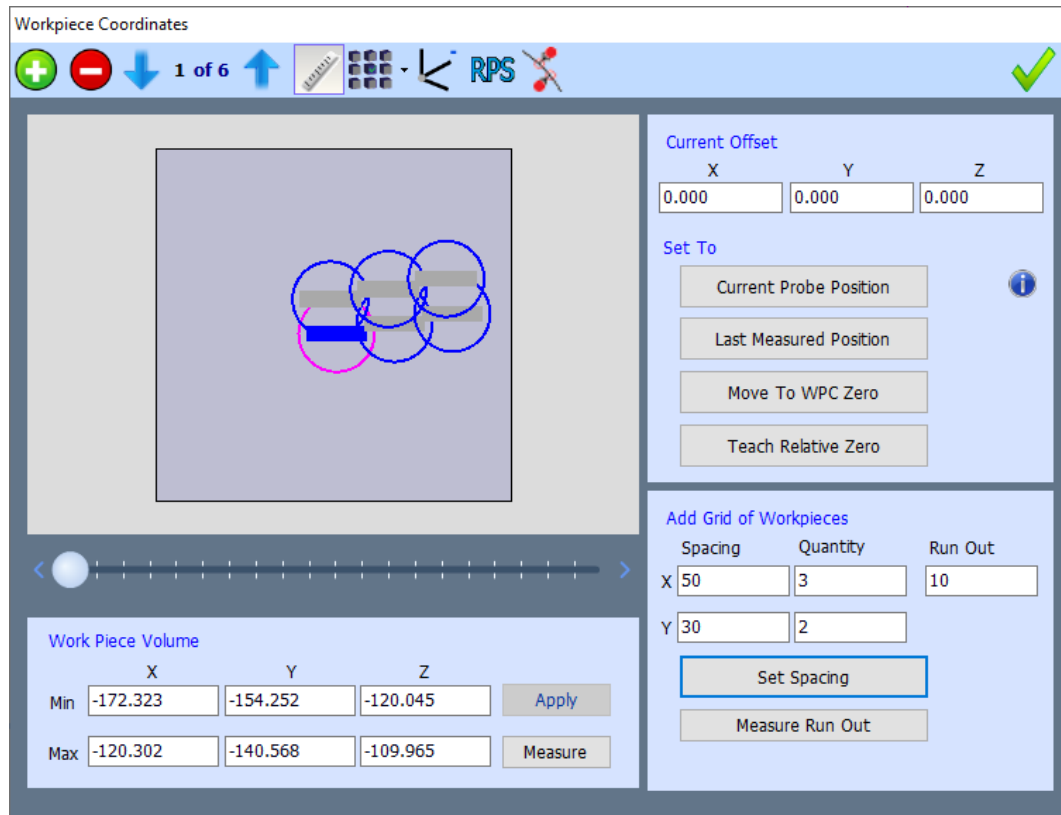 Workpiece Coordinates
1 of 6 RPS
Current Offset
X Y Z
0.000 0.000 0.000
Set To
Current Probe Position
Last Measured Position
Move To WPC Zero
Teach Relative Zero
Add Grid of Workpieces
Spacing Quantity Run Out
X 50 3 10
Y 30 2
Set Spacing
Measure Run Out
Work Piece Volume
X Y Z
Min -172.323 -154.252 -120.045 Apply
Max -120.302 -140.568 -109.965 Measure